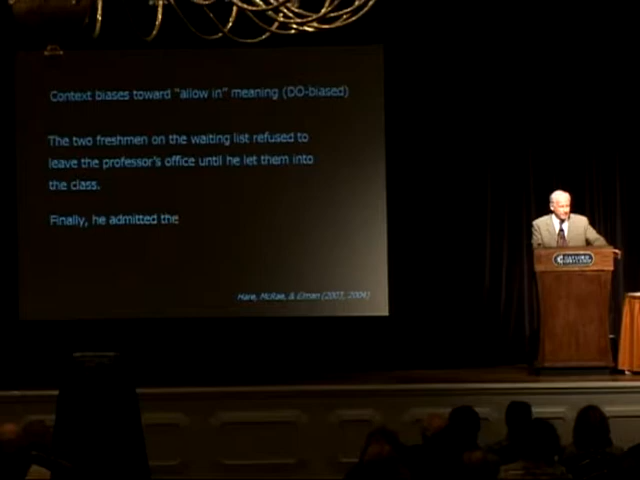 Context biases toward "allow in" meaning (DO-biased)
The two freshmen on the waiting list refused to
leave the professor's office until he let them into
the class.
Finally, he admitted the
Hare, McRae, & Elman (2003, 2004)